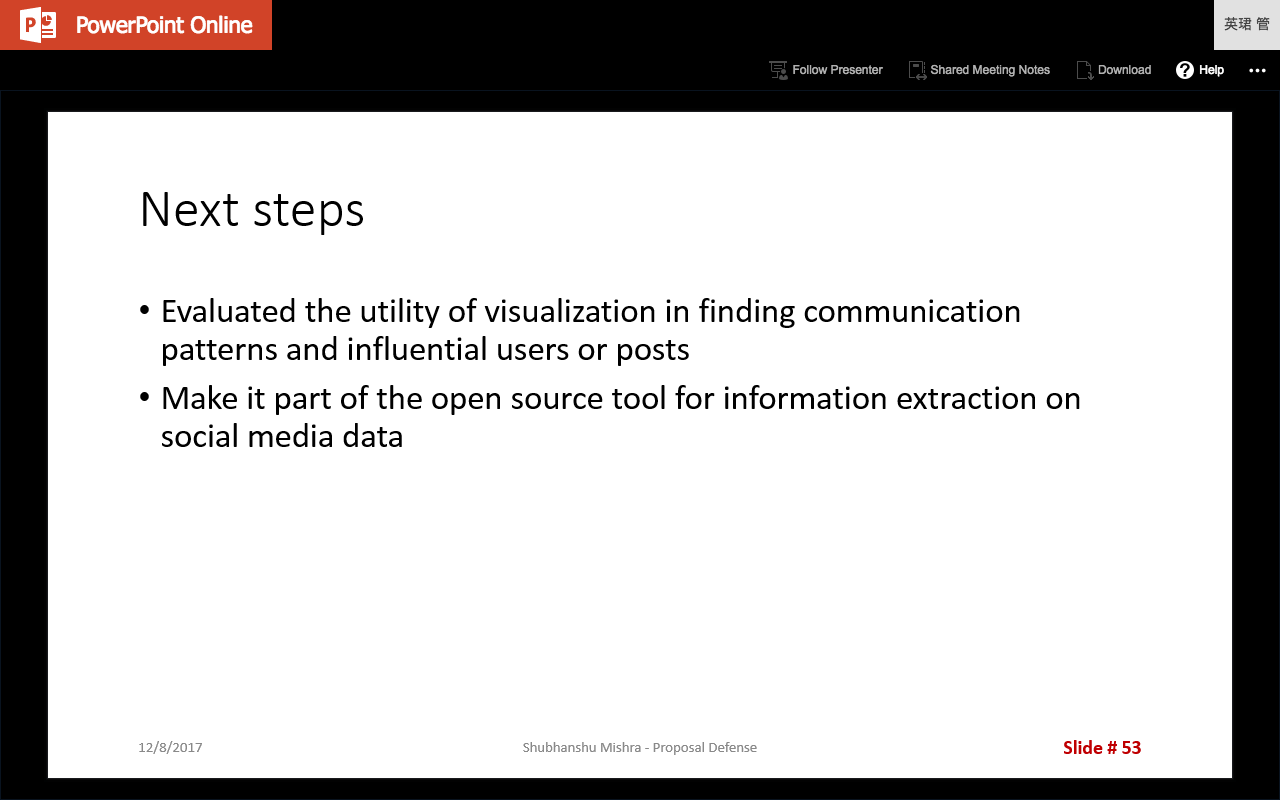 PowerPoint Online
英珺 管
Follow Presenter
Shared Meeting Notes
Download
Help
Next steps
• Evaluated the utility of visualization in finding communication
patterns and influential users or posts
• Make it part of the open source tool for information extraction on
social media data
12/8/2017
Shubhanshu Mishra - Proposal Defense
Slide # 53